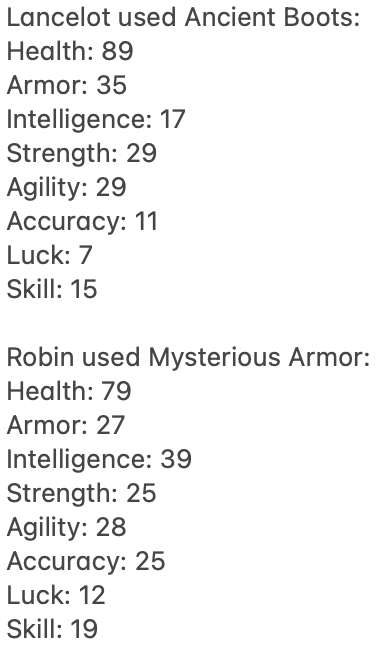 Lancelot used Ancient Boots:
Health: 89
Armor: 35
Intelligence: 17
Strength: 29
Agility: 29
Accuracy: 11
Luck: 7
Skill: 15

Robin used Mysterious Armor:
Health: 79
Armor: 27
Intelligence: 39
Strength: 25
Agility: 28
Accuracy: 25
Luck: 12
Skill: 19